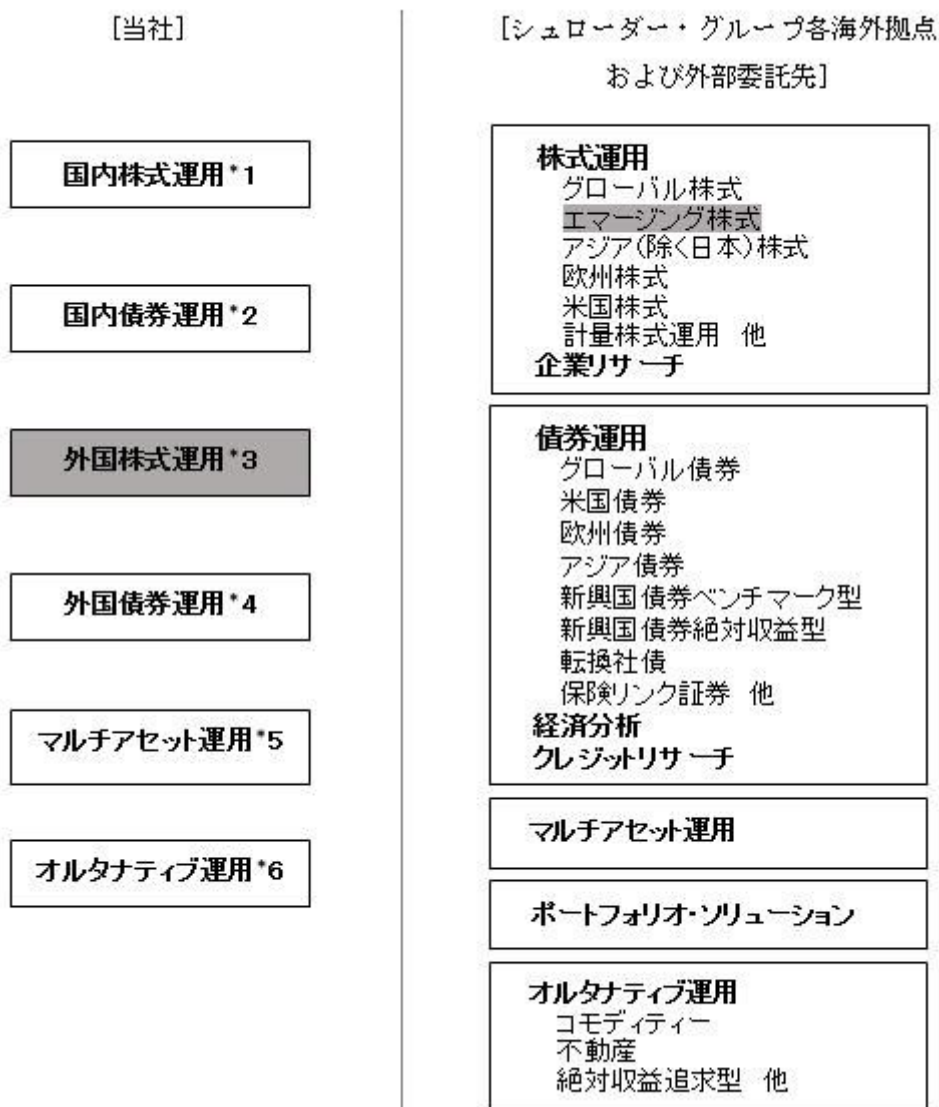 [当社]
国内株式運用*1
国内債券運用*2
外国株式運用*3
外国債券運用*4
マルチアセット運用*5
オルタナティブ運用*6
[シュローダー・グループ各海外拠点
および外部委託先]
株式運用
グローバル株式
エマージング株式
アジア(除く日本)株式
欧州株式
米国株式
計量株式運用 他
企業リサーチ
債券運用
グローバル債券
米国債券
欧州債券
アジア債券
新興国債券ベンチマーク型
新興国債券絶対収益型
転換社債
保険リンク証券 他
経済分析
クレジットリサーチ
マルチアセット運用
ポートフォリオ・ソリューション
オルタナティブ運用
コモディティー
不動産
絶対収益追求型 他